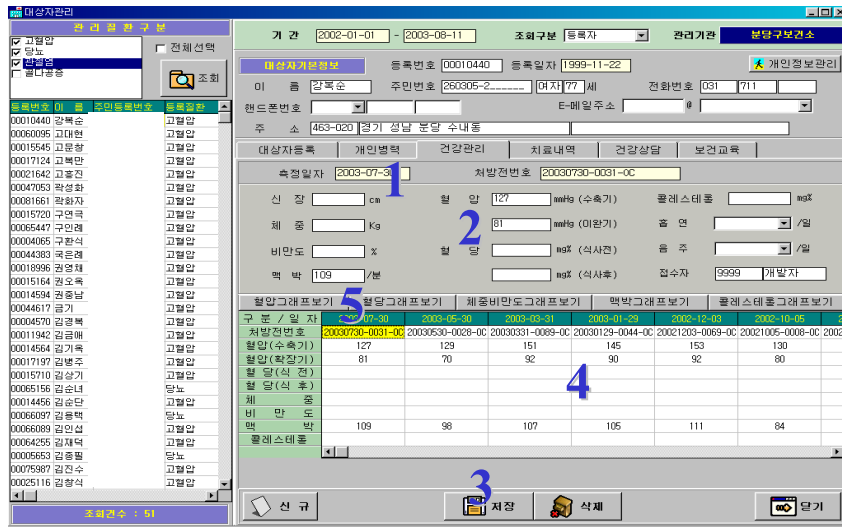 대상자관리
관 리 질 환 구 분
고혈압
당뇨
관절염
골다공증
전체선택
조회
등록번호 이 름 주민등록번호 등록질환
00010440 강복순 고혈압
00060095 고대현 고혈압
00015545 고문창 고혈압
00017124 고복만 고혈압
00021642 고홍진 고혈압
00047053 곽성화 고혈압
00081661 곽화자 고혈압
00015720 구연극 고혈압
00065447 구인례 고혈압
00004065 구환식 고혈압
00044383 국은례 고혈압
00018996 권영채 고혈압
00015164 권오옥 고혈압
00014594 권중남 고혈압
00044617 금기 고혈압
00004570 김경복 고혈압
00011942 김금매 고혈압
00014564 김기옥 고혈압
00017197 김병주 고혈압
00015710 김상기 고혈압
00065156 김순녀 당뇨
00014456 김순단 고혈압
00066097 김용택 당뇨
00066089 김인섭 고혈압
00064255 김재덕 고혈압
00005653 김종필 당뇨
00075987 김진수 고혈압
00025116 김창식 고혈압
조회건수 : 51
기 간 2002-01-01 - 2003-08-11 조회구분 등록자 관리기관 분당구보건소
대상자기본정보 등록번호 00010440 등록일자 1999-11-22 개인정보관리
이 름 강복순 주민번호 260305-2______ 여자 77 세 전화번호 031 711
핸드폰번호 E-메일주소 @
주 소 463-020 경기 성남 분당 수내동
대상자등록 개인병력 건강관리 치료내역 건강상담 보건교육
1
측정일자 2003-07-30 처방전번호 20030730-0031-0C
신 장 cm 혈 압 127 mmHg (수축기) 콜레스테롤 mg%
체 중 Kg 81 mmHg (이완기) 흡 연 /일
2
비만도 % 혈 당 mg% (식사전) 음 주 /일
맥 박 109 /분 mg% (식사후) 접수자 9999 개발자
5
혈압그래프보기 혈당그래프보기 체중비만도그래프보기 맥박그래프보기 콜레스테롤그래프보기
구 분 / 일 자 2003-07-30 2003-05-30 2003-03-31 2003-01-29 2002-12-03 2002-10-05
처방전번호 20030730-0031-0C 20030530-0028-0C 20030331-0089-0C 20030129-0044-0C 20021203-0069-0C 20021005-0008-0C 2002
혈압(수축기) 127 129 151 145 153 130
혈압(확장기) 81 70 92 90 92 80
혈 당(식 전)
4
혈 당(식 후)
체 중
비 만 도
맥 박 109 98 107 105 111 84
콜레스테롤
3
신 규 저장 삭제 닫기